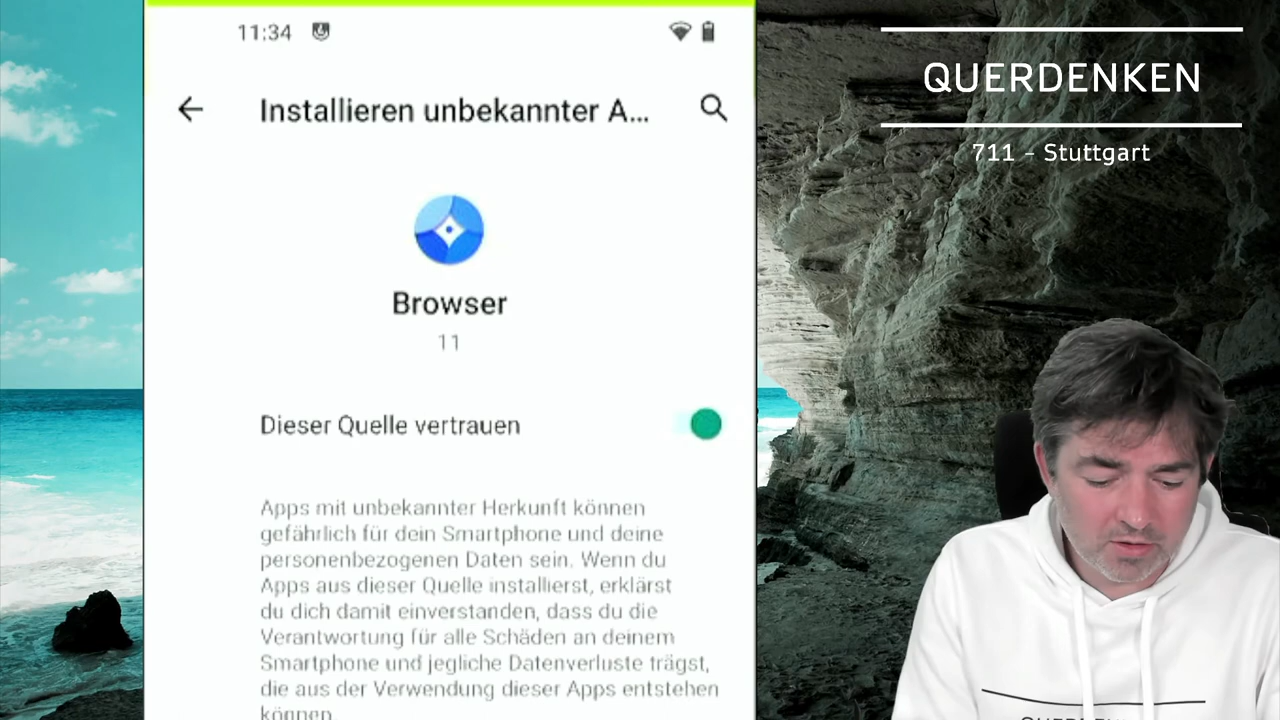 11:34
Installieren unbekannter A...
Browser
11
Dieser Quelle vertrauen
Apps mit unbekannter Herkunft können
gefährlich für dein Smartphone und deine
personenbezogenen Daten sein. Wenn du
Apps aus dieser Quelle installierst, erklärst
du dich damit einverstanden, dass du die
Verantwortung für alle Schäden an deinem
Smartphone und jegliche Datenverluste trägst,
die aus der Verwendung dieser Apps entstehen
können.
QUERDENKEN
711 - Stuttgart